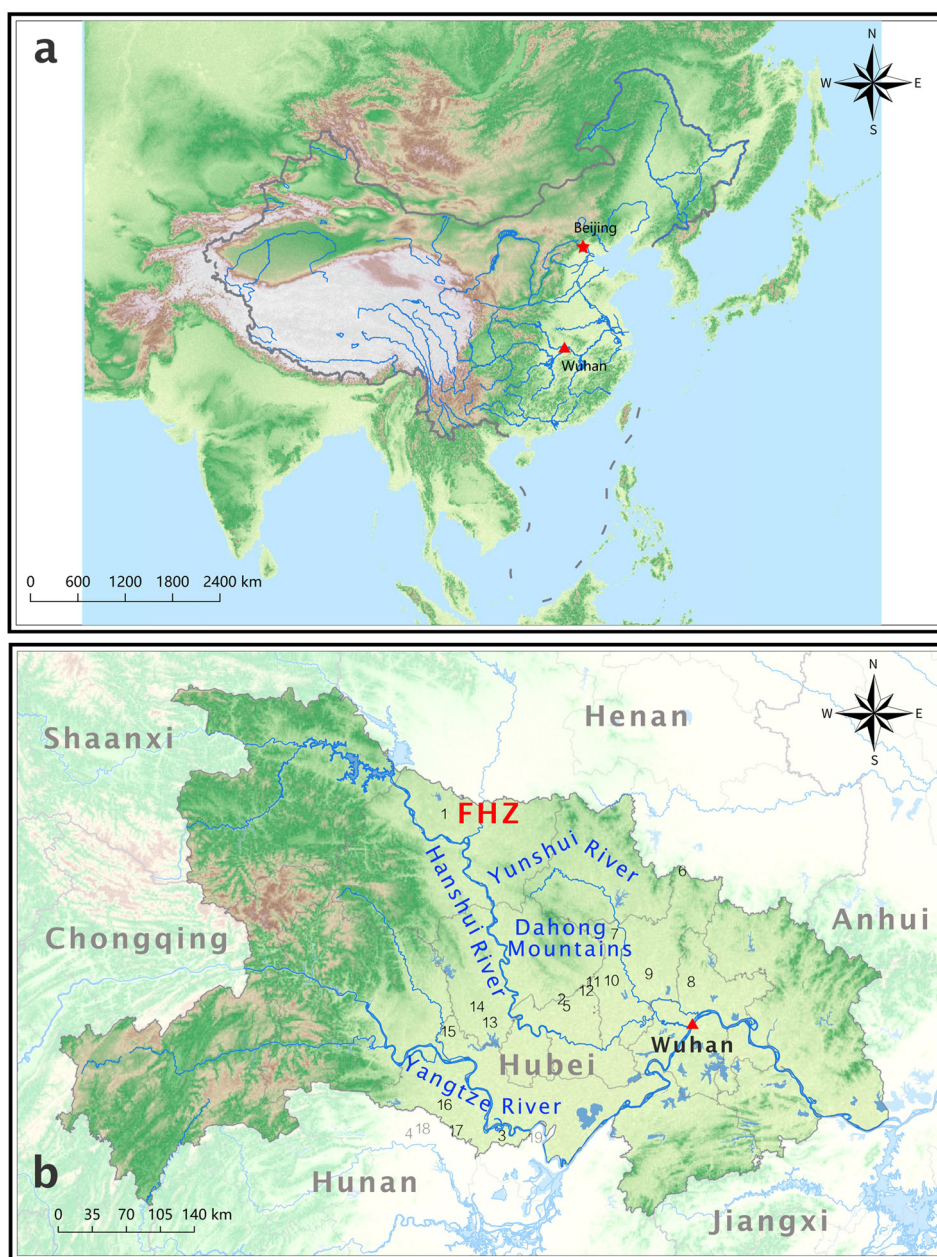 a
N
W
E
S
Beijing
Wuhan
0 600 1200 1800 2400 km
N
W
E
S
Henan
Shaanxi
1
FHZ
Hanshui River
Yunshui River
6
Anhui
Chongqing
Dahong
Mountains
7
9
8
11
10
12
2
5
14
13
15
Wuhan
Hubei
Yangtze River
16
4
18
17
3
19
b
Hunan
0 35 70 105 140 km
Jiangxi